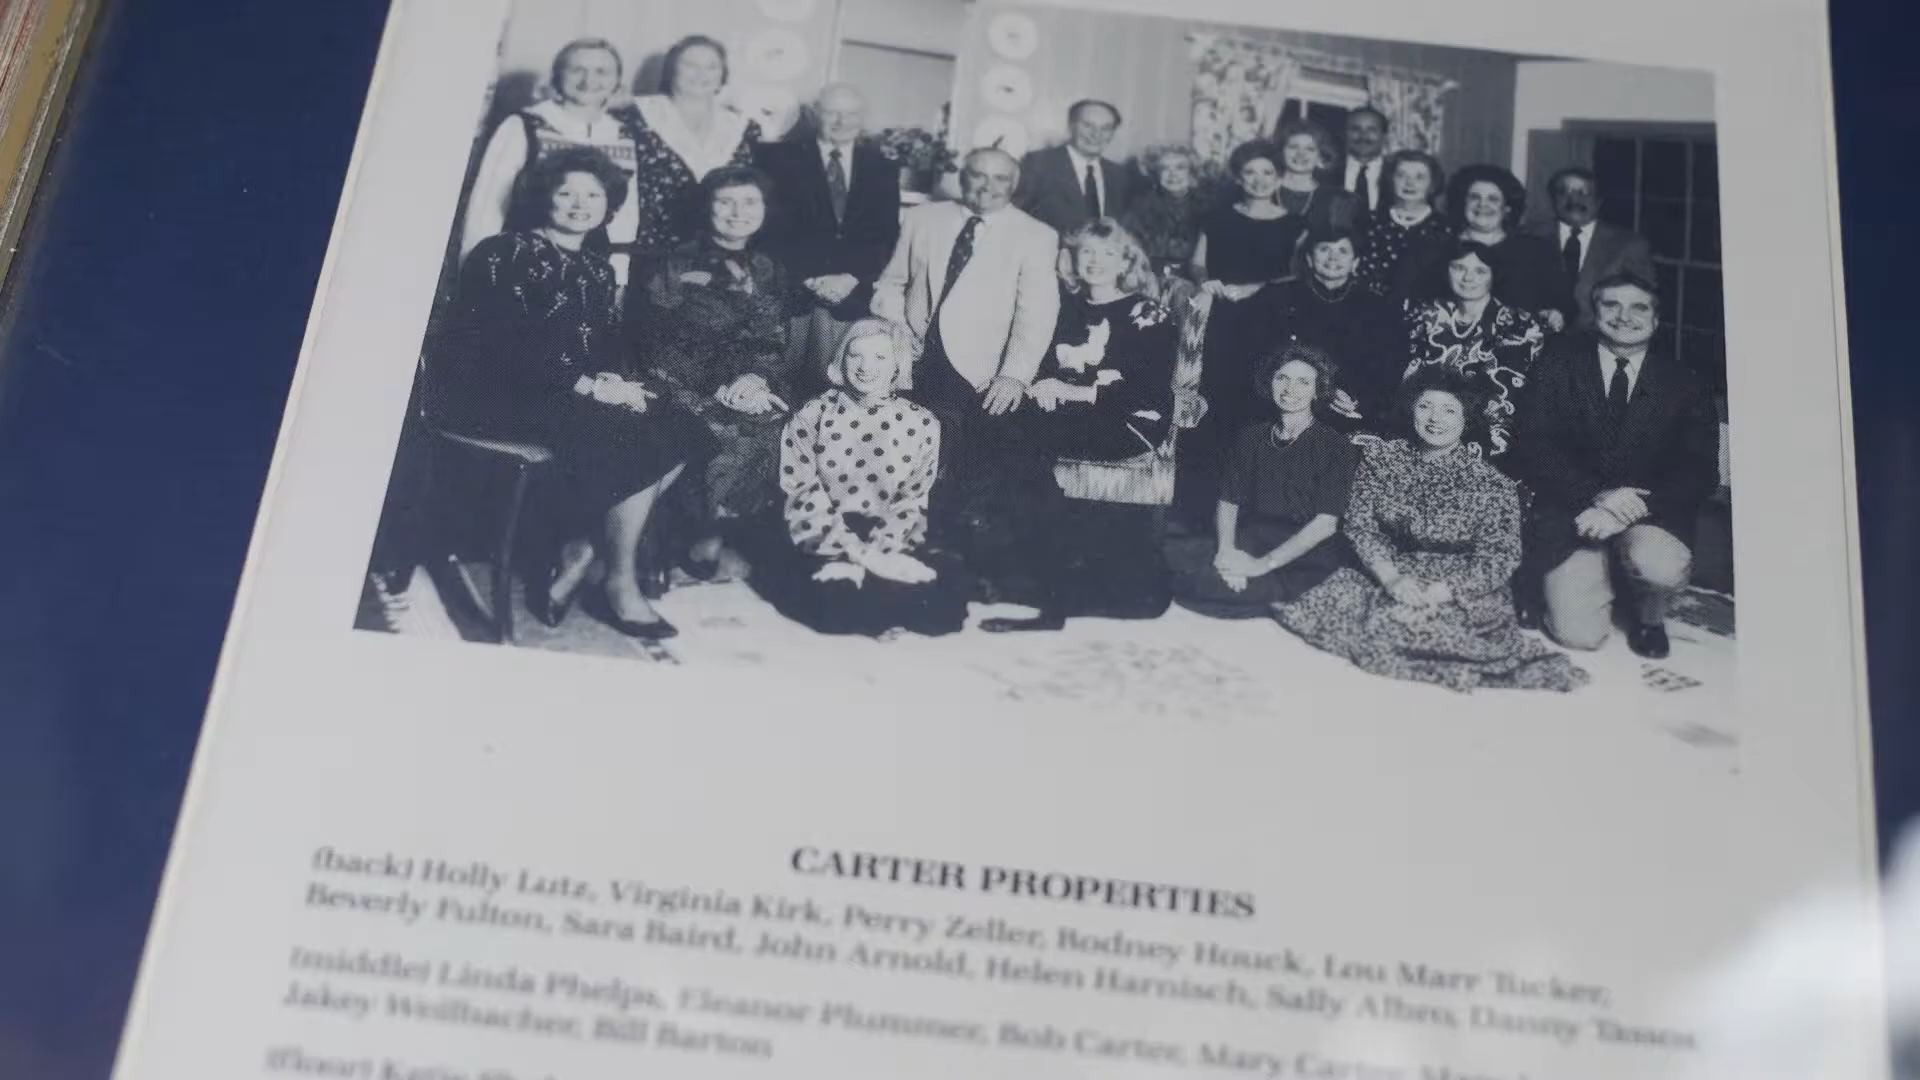 CARTER PROPERTIES
(back) Holly Lutz, Virginia Kirk, Perry Zeller, Rodney Houck, Lou Marr Tucker,
Beverly Fulton, Sara Baird, John Arnold, Helen Harnisch, Sally Albro, Danny
(middle) Linda Phelps, Eleanor Plummer, Bob Carter, Mary Carter,
Jakey Weilbacher, Bill Barton
(floor)